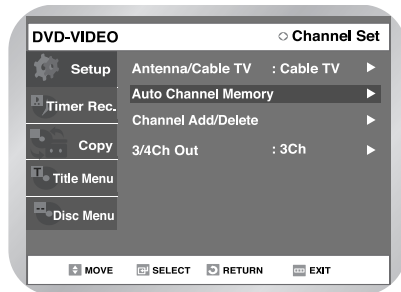 DVD-VIDEO Channel Set
Setup
Timer Rec.
Copy
Title Menu
Disc Menu
Antenna/Cable TV : Cable TV
Auto Channel Memory
Channel Add/Delete
3/4Ch Out : 3Ch
MOVE SELECT RETURN EXIT